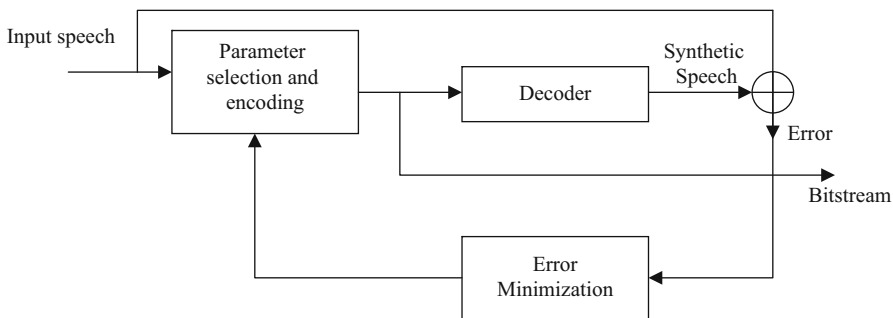 Input speech
Parameter
selection and
encoding
Decoder
Synthetic
Speech
Error
Bitstream
Error
Minimization